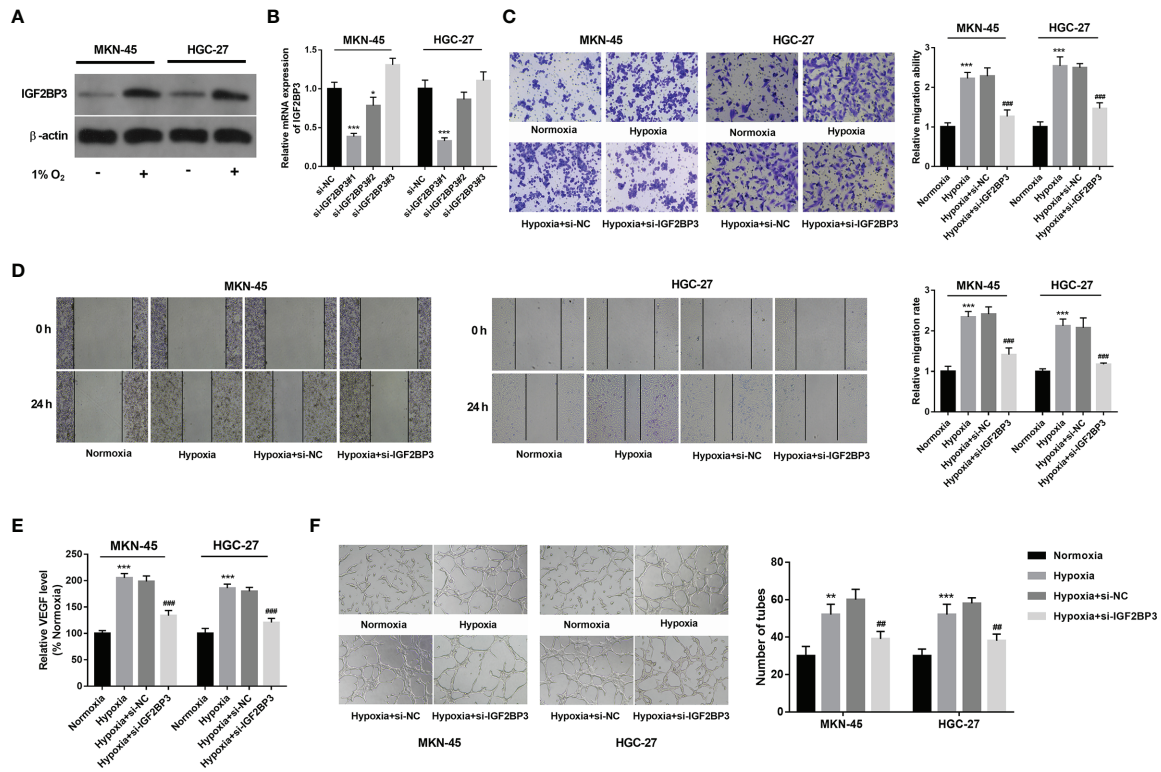 A
MKN-45 HGC-27
IGF2BP3
β-actin
1% O2 - + - +
B
MKN-45 HGC-27
Relative mRNA expression
of IGF2BP3
1.5
1.0
0.5
0.0
***
*
***
si-NC
si-IGF2BP3#1
si-IGF2BP3#2
si-IGF2BP3#3
si-NC
si-IGF2BP3#1
si-IGF2BP3#2
si-IGF2BP3#3
C
MKN-45 HGC-27
Normoxia Hypoxia Normoxia Hypoxia
Hypoxia+si-NC Hypoxia+si-IGF2BP3 Hypoxia+si-NC Hypoxia+si-IGF2BP3
MKN-45 HGC-27
Relative migration ability
4
3
2
1
0
***
###
***
###
Normoxia
Hypoxia
Hypoxia+si-NC
Hypoxia+si-IGF2BP3
Normoxia
Hypoxia
Hypoxia+si-NC
Hypoxia+si-IGF2BP3
D
MKN-45
0 h
24 h
Normoxia Hypoxia Hypoxia+si-NC Hypoxia+si-IGF2BP3
HGC-27
0 h
24 h
Normoxia Hypoxia Hypoxia+si-NC Hypoxia+si-IGF2BP3
MKN-45 HGC-27
Relative migration rate
3
2
1
0
***
###
***
###
Normoxia
Hypoxia
Hypoxia+si-NC
Hypoxia+si-IGF2BP3
Normoxia
Hypoxia
Hypoxia+si-NC
Hypoxia+si-IGF2BP3
E
MKN-45 HGC-27
Relative VEGF level
(% Normoxia)
250
200
150
100
50
0
***
###
***
###
Normoxia
Hypoxia
Hypoxia+si-NC
Hypoxia+si-IGF2BP3
Normoxia
Hypoxia
Hypoxia+si-NC
Hypoxia+si-IGF2BP3
F
Normoxia Hypoxia Normoxia Hypoxia
Hypoxia+si-NC Hypoxia+si-IGF2BP3 Hypoxia+si-NC Hypoxia+si-IGF2BP3
MKN-45 HGC-27
Number of tubes
80
60
40
20
0
**
##
***
##
MKN-45 HGC-27
Normoxia
Hypoxia
Hypoxia+si-NC
Hypoxia+si-IGF2BP3